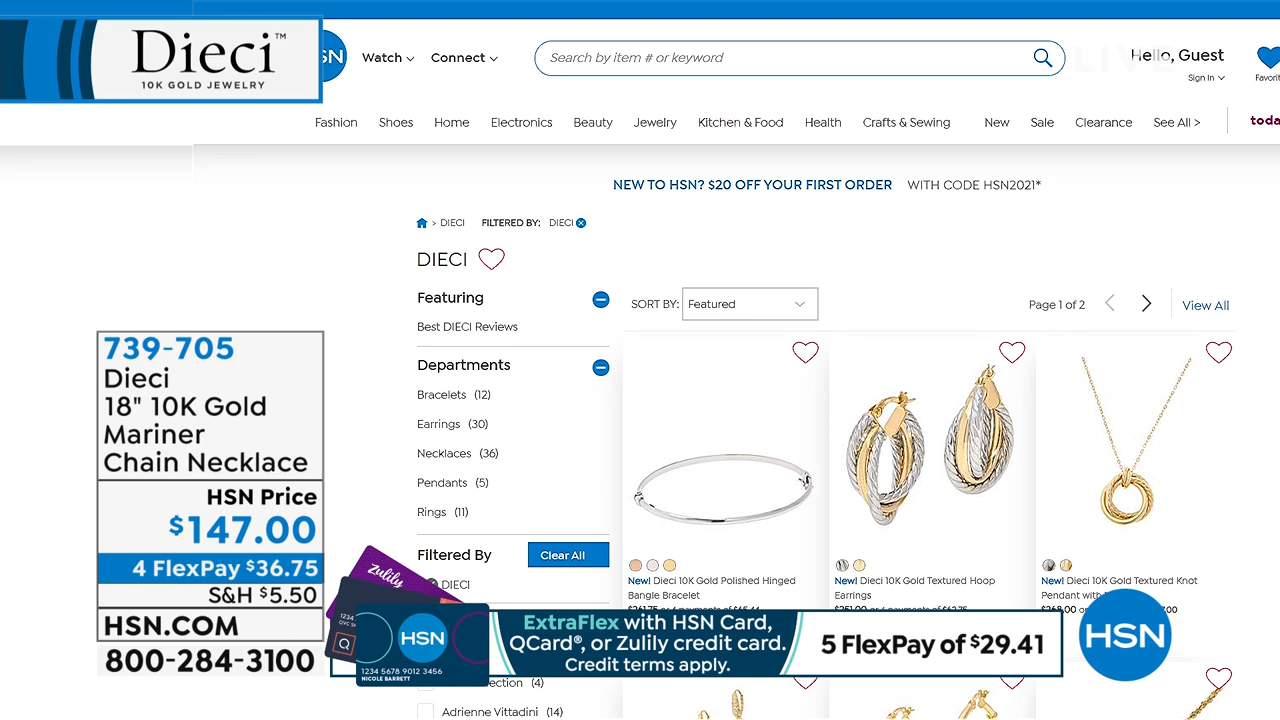 Dieci™
10K GOLD JEWELRY
SN
Watch
Connect
Search by item # or keyword
LIVE
Hello, Guest
Sign In
Favorit
Fashion Shoes Home Electronics Beauty Jewelry Kitchen & Food Health Crafts & Sewing New Sale Clearance See All >
toda
NEW TO HSN? $20 OFF YOUR FIRST ORDER WITH CODE HSN2021*
> DIECI FILTERED BY: DIECI
DIECI
Featuring
Best DIECI Reviews
SORT BY: Featured
Page 1 of 2
View All
Departments
Bracelets (12)
Earrings (30)
Necklaces (36)
Pendants (5)
Rings (11)
Filtered By
Clear All
DIECI
New! Dieci 10K Gold Polished Hinged
Bangle Bracelet
New! Dieci 10K Gold Textured Hoop
Earrings
New! Dieci 10K Gold Textured Knot
Pendant with
739-705
Dieci
18" 10K Gold
Mariner
Chain Necklace
HSN Price
$147.00
4 FlexPay $36.75
S&H $5.50
HSN.COM
800-284-3100
Zulily
1234
Q
HSN
1234 5678 9012 3456
NICOLE BARRETT
ExtraFlex with HSN Card,
QCard®, or Zulily credit card.
Credit terms apply.
5 FlexPay of $29.41
HSN
(4)
Adrienne Vittadini (14)